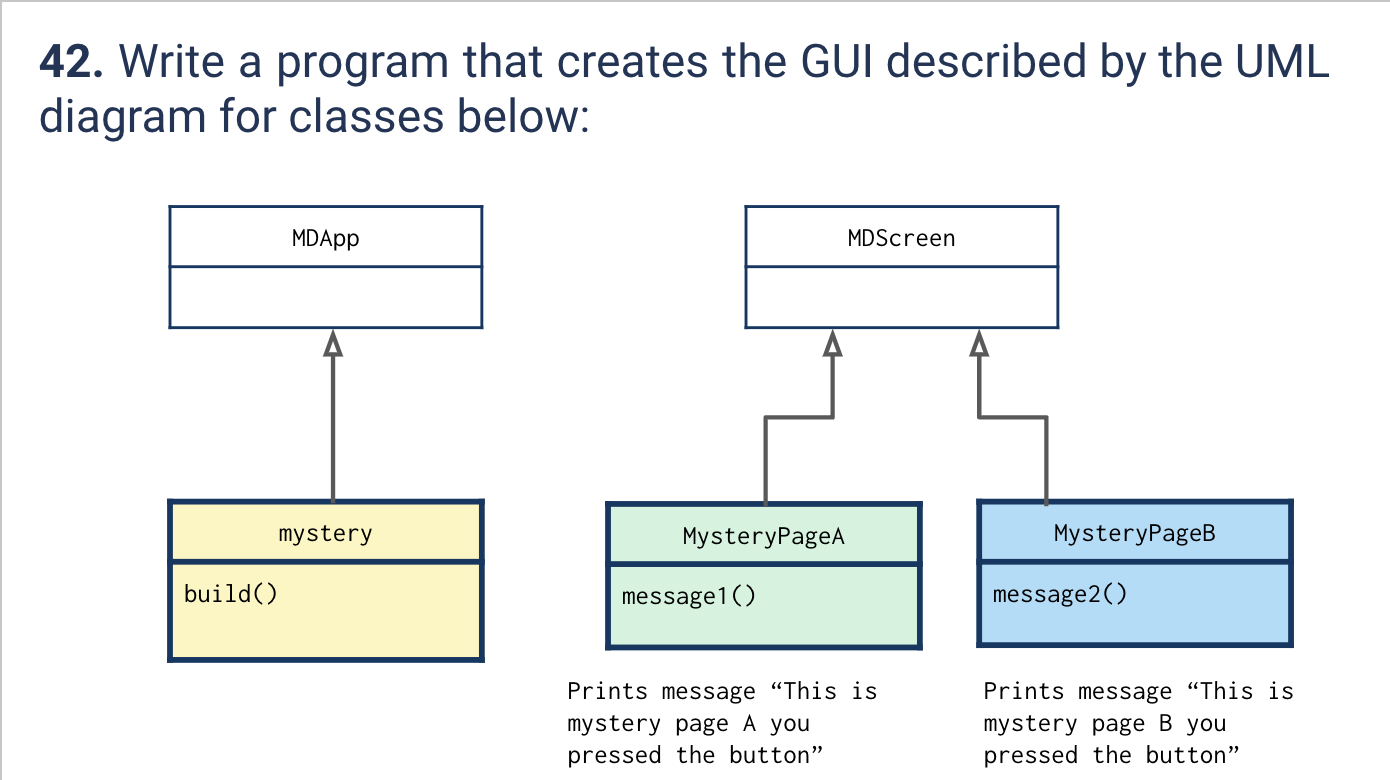 42. Write a program that creates the GUI described by the UML
diagram for classes below:
MDApp
MDScreen
mystery
build()
MysteryPageA
message1()
MysteryPageB
message2()
Prints message “This is
mystery page A you
pressed the button”
Prints message “This is
mystery page B you
pressed the button”